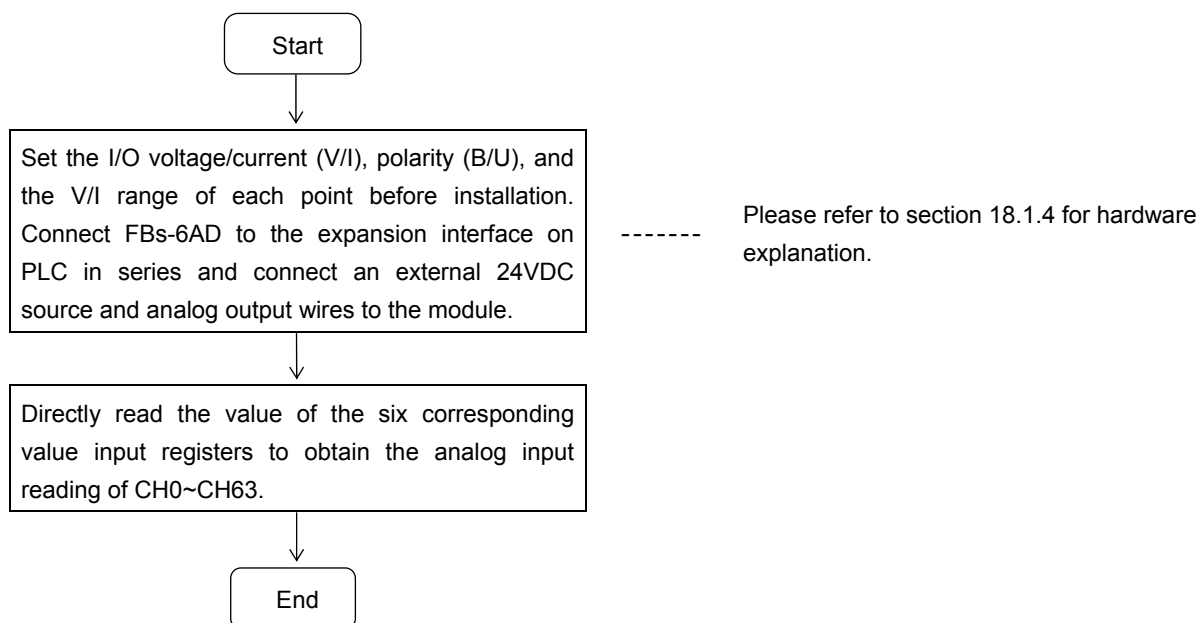 Start
Set the I/O voltage/current (V/I), polarity (B/U), and
the V/I range of each point before installation.
Connect FBs-6AD to the expansion interface on
PLC in series and connect an external 24VDC
source and analog output wires to the module.
Please refer to section 18.1.4 for hardware
explanation.
Directly read the value of the six corresponding
value input registers to obtain the analog input
reading of CH0~CH63.
End